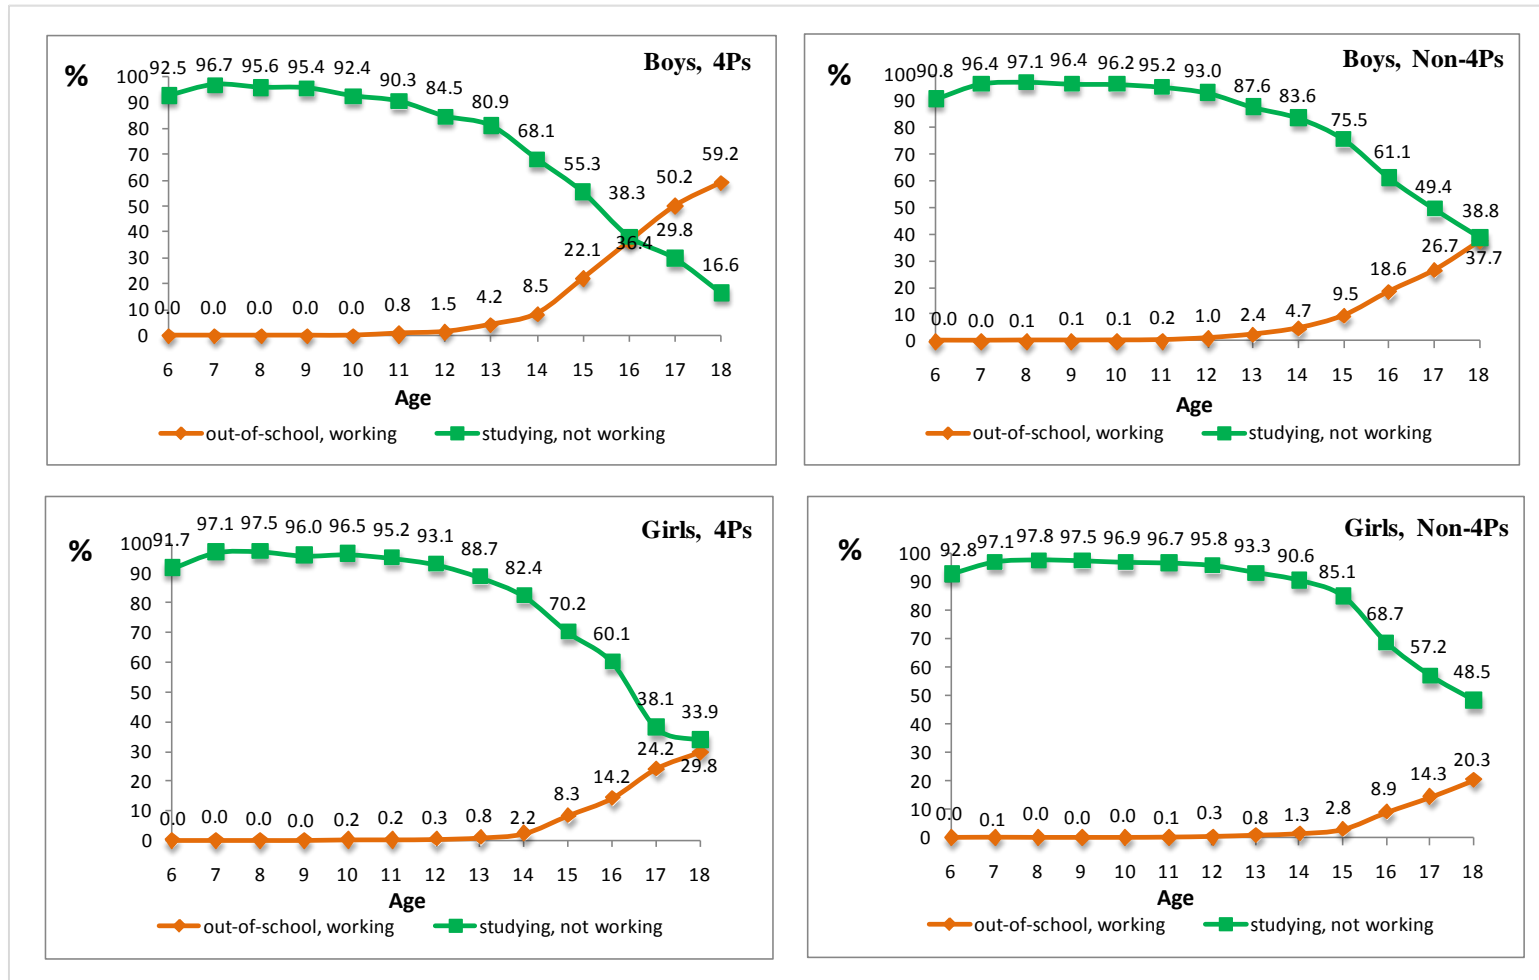 Boys, 4Ps
%
92.5 96.7 95.6 95.4 92.4 90.3 84.5 80.9 68.1 55.3 38.3 29.8 16.6
0.0 0.0 0.0 0.0 0.0 0.8 1.5 4.2 8.5 22.1 36.4 50.2 59.2
100
90
80
70
60
50
40
30
20
10
0
6 7 8 9 10 11 12 13 14 15 16 17 18
Age
out-of-school, working studying, not working
Boys, Non-4Ps
%
90.8 96.4 97.1 96.4 96.2 95.2 93.0 87.6 83.6 75.5 61.1 49.4 38.8
0.0 0.0 0.1 0.1 0.1 0.2 1.0 2.4 4.7 9.5 18.6 26.7 37.7
100
90
80
70
60
50
40
30
20
10
0
6 7 8 9 10 11 12 13 14 15 16 17 18
Age
out-of-school, working studying, not working
Girls, 4Ps
%
91.7 97.1 97.5 96.0 96.5 95.2 93.1 88.7 82.4 70.2 60.1 38.1 33.9
0.0 0.0 0.0 0.0 0.2 0.2 0.3 0.8 2.2 8.3 14.2 24.2 29.8
100
90
80
70
60
50
40
30
20
10
0
6 7 8 9 10 11 12 13 14 15 16 17 18
Age
out-of-school, working studying, not working
Girls, Non-4Ps
%
92.8 97.1 97.8 97.5 96.9 96.7 95.8 93.3 90.6 85.1 68.7 57.2 48.5
0.0 0.1 0.0 0.0 0.0 0.1 0.3 0.8 1.3 2.8 8.9 14.3 20.3
100
90
80
70
60
50
40
30
20
10
0
6 7 8 9 10 11 12 13 14 15 16 17 18
Age
out-of-school, working studying, not working